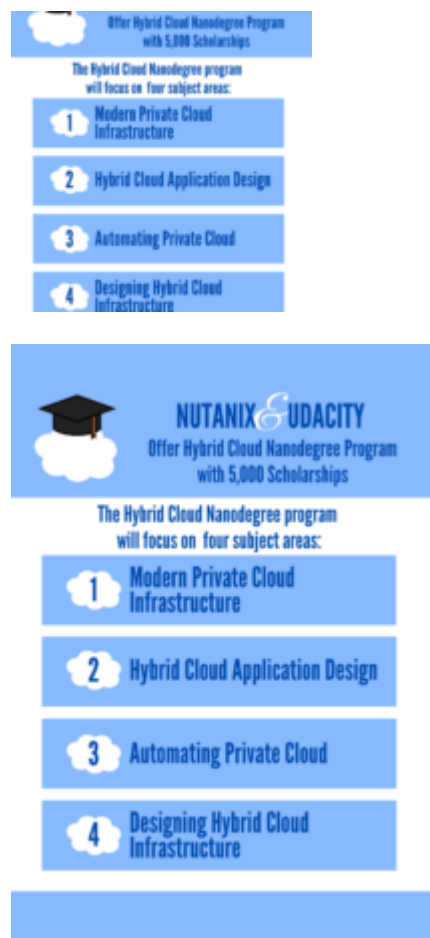 Offer Hybrid Cloud Nanodegree Program
with 5,000 Scholarships
The Hybrid Cloud Nanodegree program
will focus on four subject areas:
1 Modern Private Cloud
Infrastructure
2 Hybrid Cloud Application Design
3 Automating Private Cloud
4 Designing Hybrid Cloud
Infrastructure
NUTANIX & UDACITY
Offer Hybrid Cloud Nanodegree Program
with 5,000 Scholarships
The Hybrid Cloud Nanodegree program
will focus on four subject areas:
1 Modern Private Cloud
Infrastructure
2 Hybrid Cloud Application Design
3 Automating Private Cloud
4 Designing Hybrid Cloud
Infrastructure